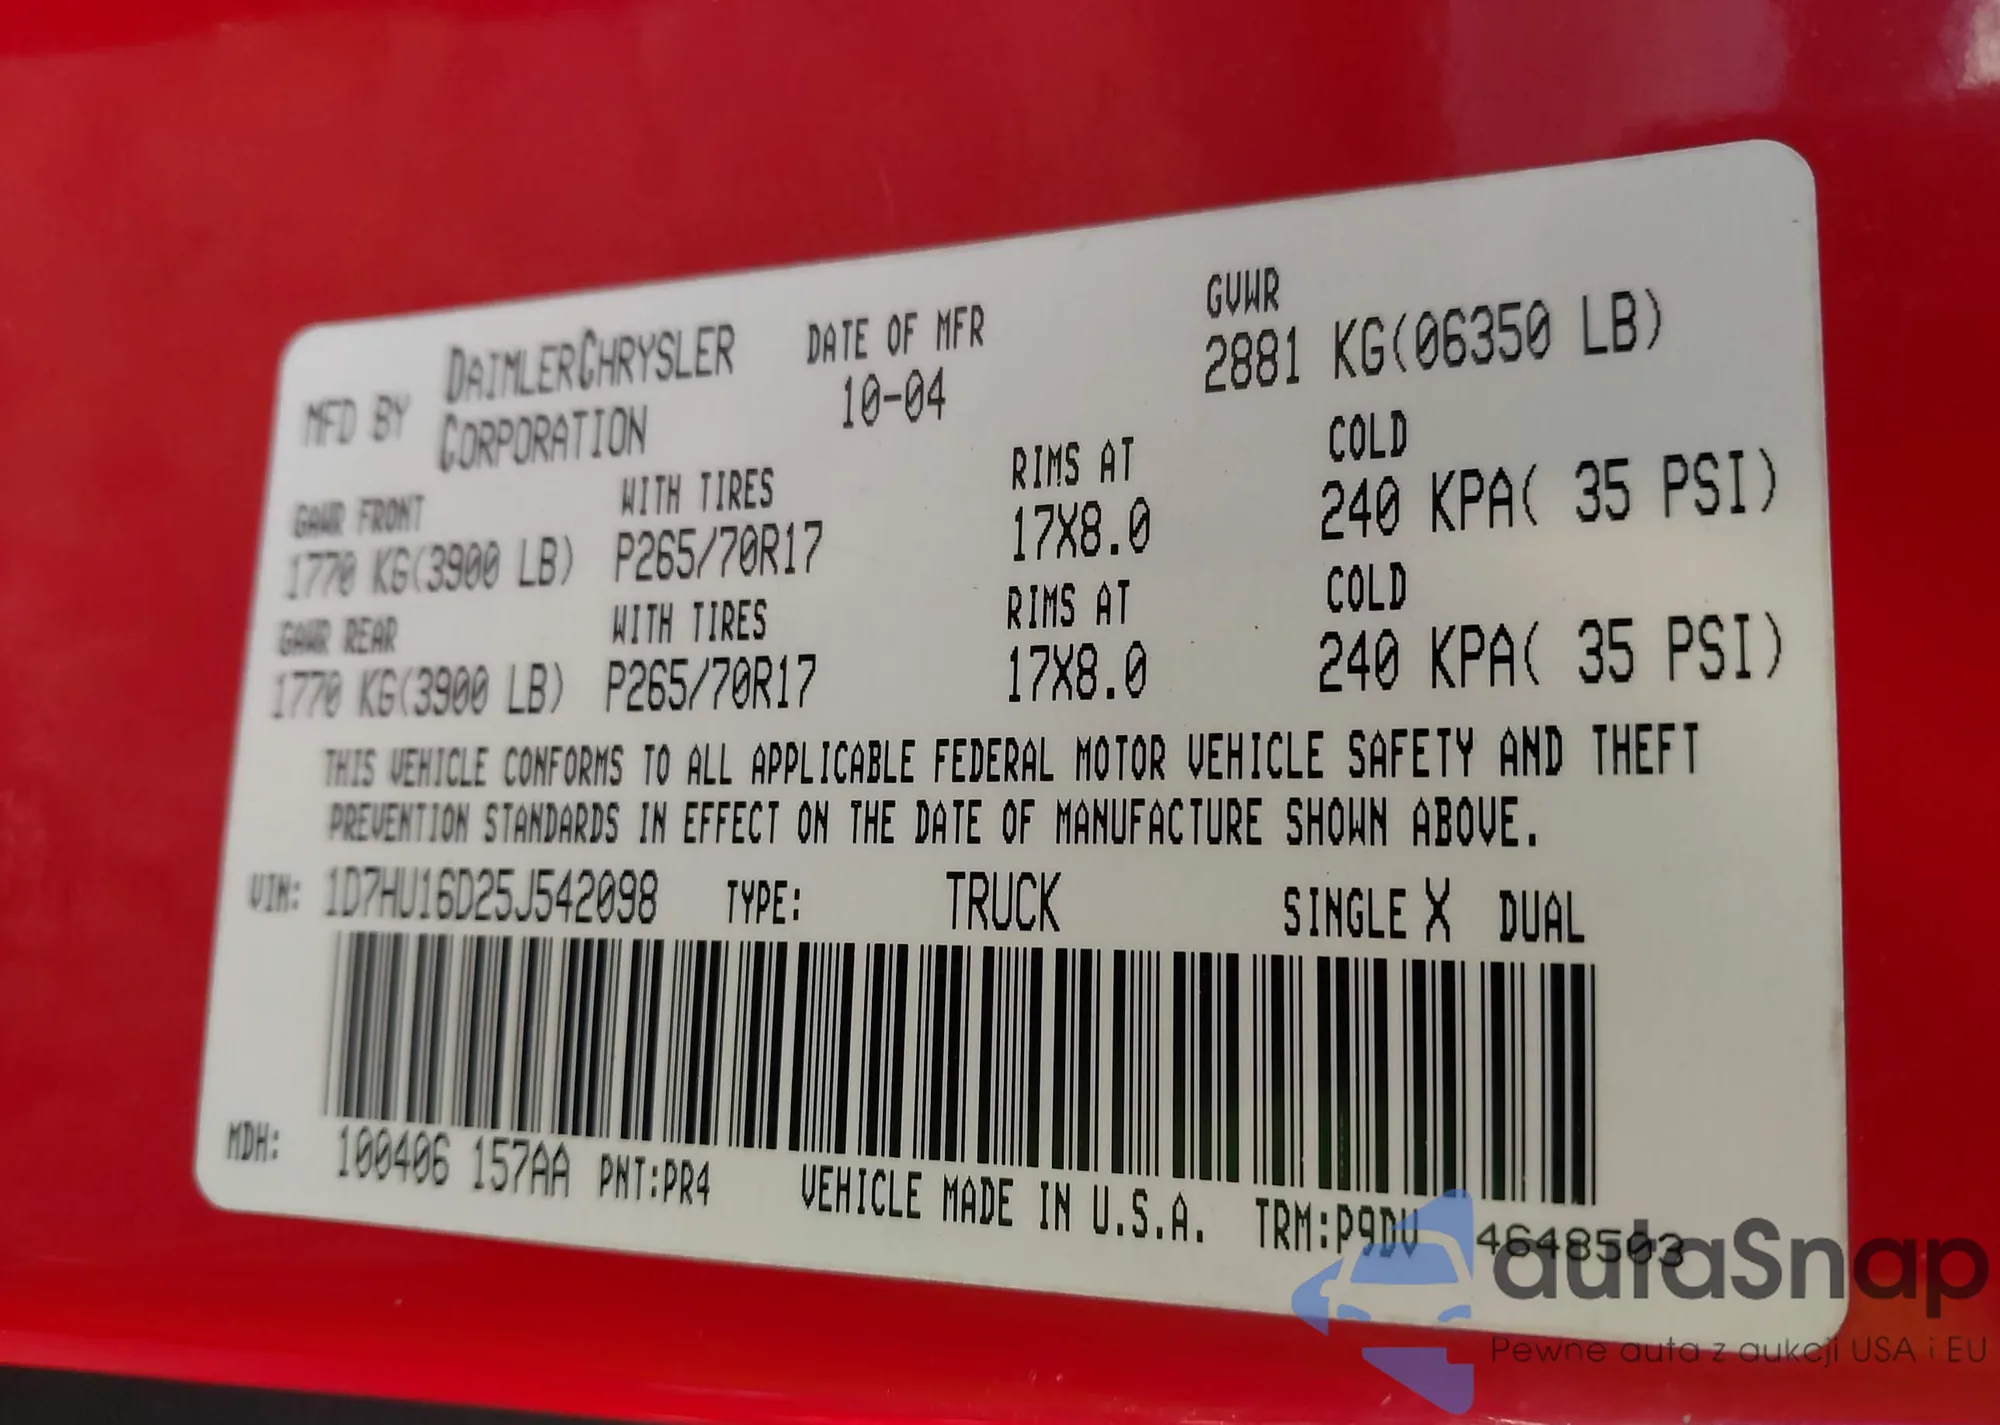 MFD BY DAIMLERCHRYSLER CORPORATION
DATE OF MFR 10-04
GVWR 2881 KG(06350 LB)
GAWR FRONT WITH TIRES RIMS AT COLD
1770 KG(3900 LB) P265/70R17 17X8.0 240 KPA( 35 PSI)
GAWR REAR WITH TIRES RIMS AT COLD
1770 KG(3900 LB) P265/70R17 17X8.0 240 KPA( 35 PSI)
THIS VEHICLE CONFORMS TO ALL APPLICABLE FEDERAL MOTOR VEHICLE SAFETY AND THEFT
PREVENTION STANDARDS IN EFFECT ON THE DATE OF MANUFACTURE SHOWN ABOVE.
VIN: 1D7HU16D25J542098 TYPE: TRUCK SINGLE X DUAL
MDH: 100406 157AA PNT:PR4 VEHICLE MADE IN U.S.A. TRM:P9DV 4648503
autaSnap
Pewne auta z aukcji USA i EU